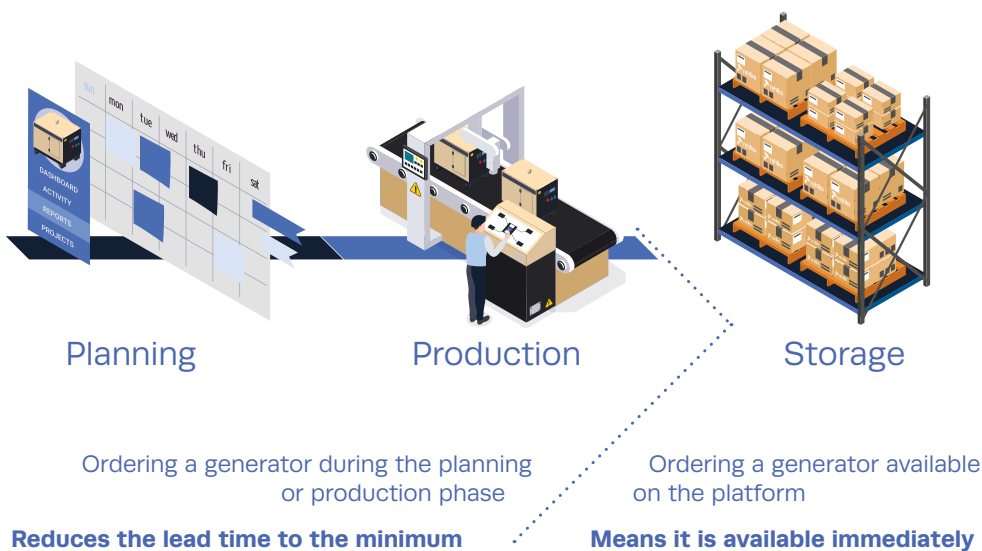 sun
mon
tue
wed
thu
fri
sat
DASHBOARD
ACTIVITY
REPORTS
PROJECTS
Planning
Production
Storage
Ordering a generator during the planning
or production phase
Reduces the lead time to the minimum
Ordering a generator available
on the platform
Means it is available immediately